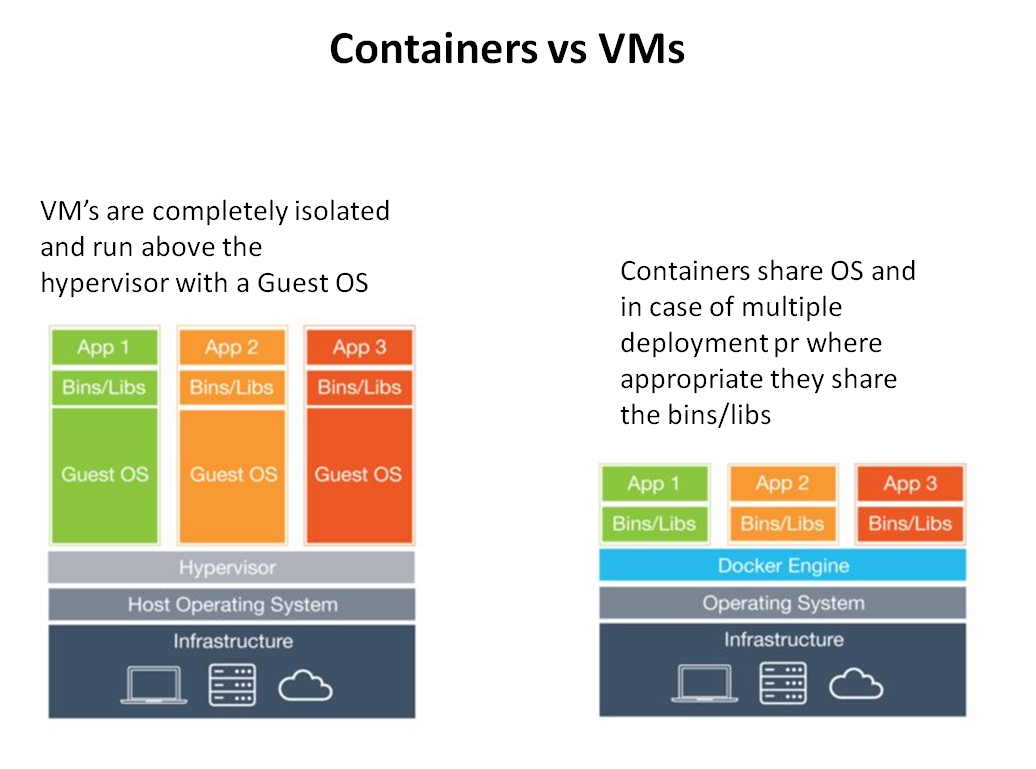 Containers vs VMs
VM’s are completely isolated
and run above the
hypervisor with a Guest OS
App 1
App 2
App 3
Bins/Libs
Bins/Libs
Bins/Libs
Guest OS
Guest OS
Guest OS
Hypervisor
Host Operating System
Infrastructure
Containers share OS and
in case of multiple
deployment pr where
appropriate they share
the bins/libs
App 1
App 2
App 3
Bins/Libs
Bins/Libs
Bins/Libs
Docker Engine
Operating System
Infrastructure